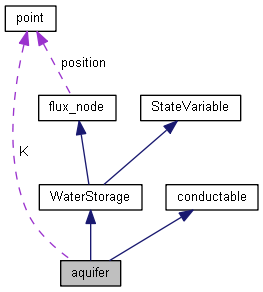 point
position
flux_node
StateVariable
K
WaterStorage
conductable
aquifer